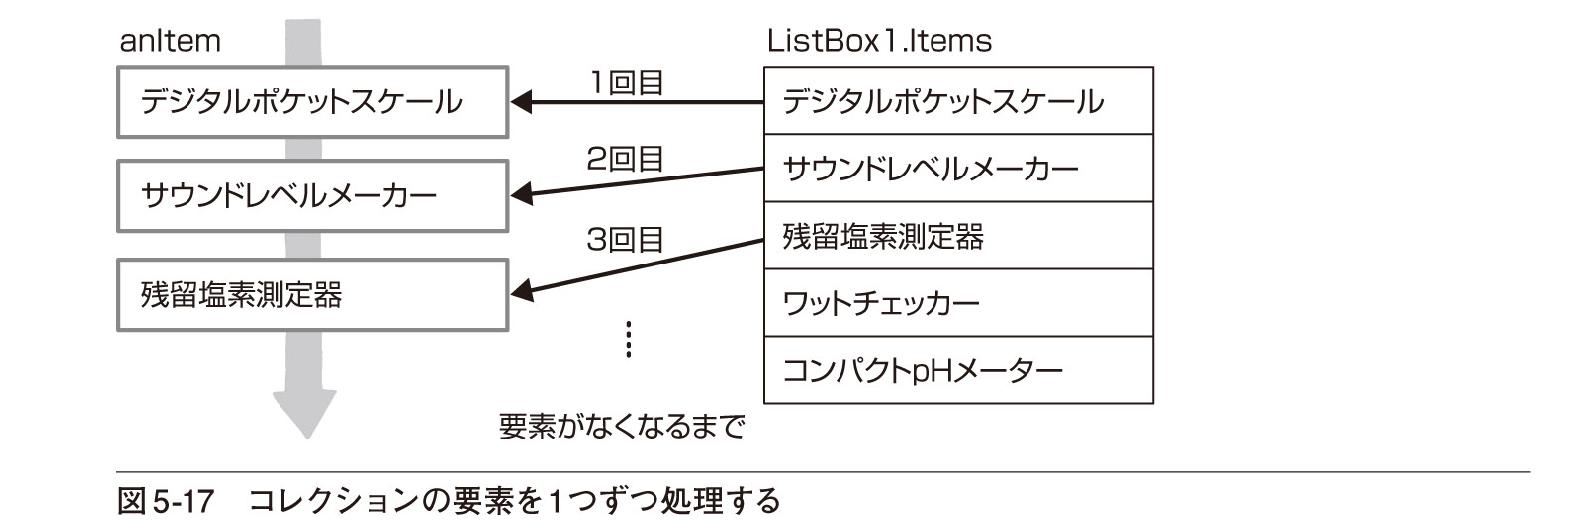 anItem
デジタルポケットスケール
サウンドレベルメーカー
残留塩素測定器
1回目
2回目
3回目
要素がなくなるまで
ListBox1.Items
デジタルポケットスケール
サウンドレベルメーカー
残留塩素測定器
ワットチェッカー
コンパクトpHメーター
図5-17 コレクションの要素を1つずつ処理する